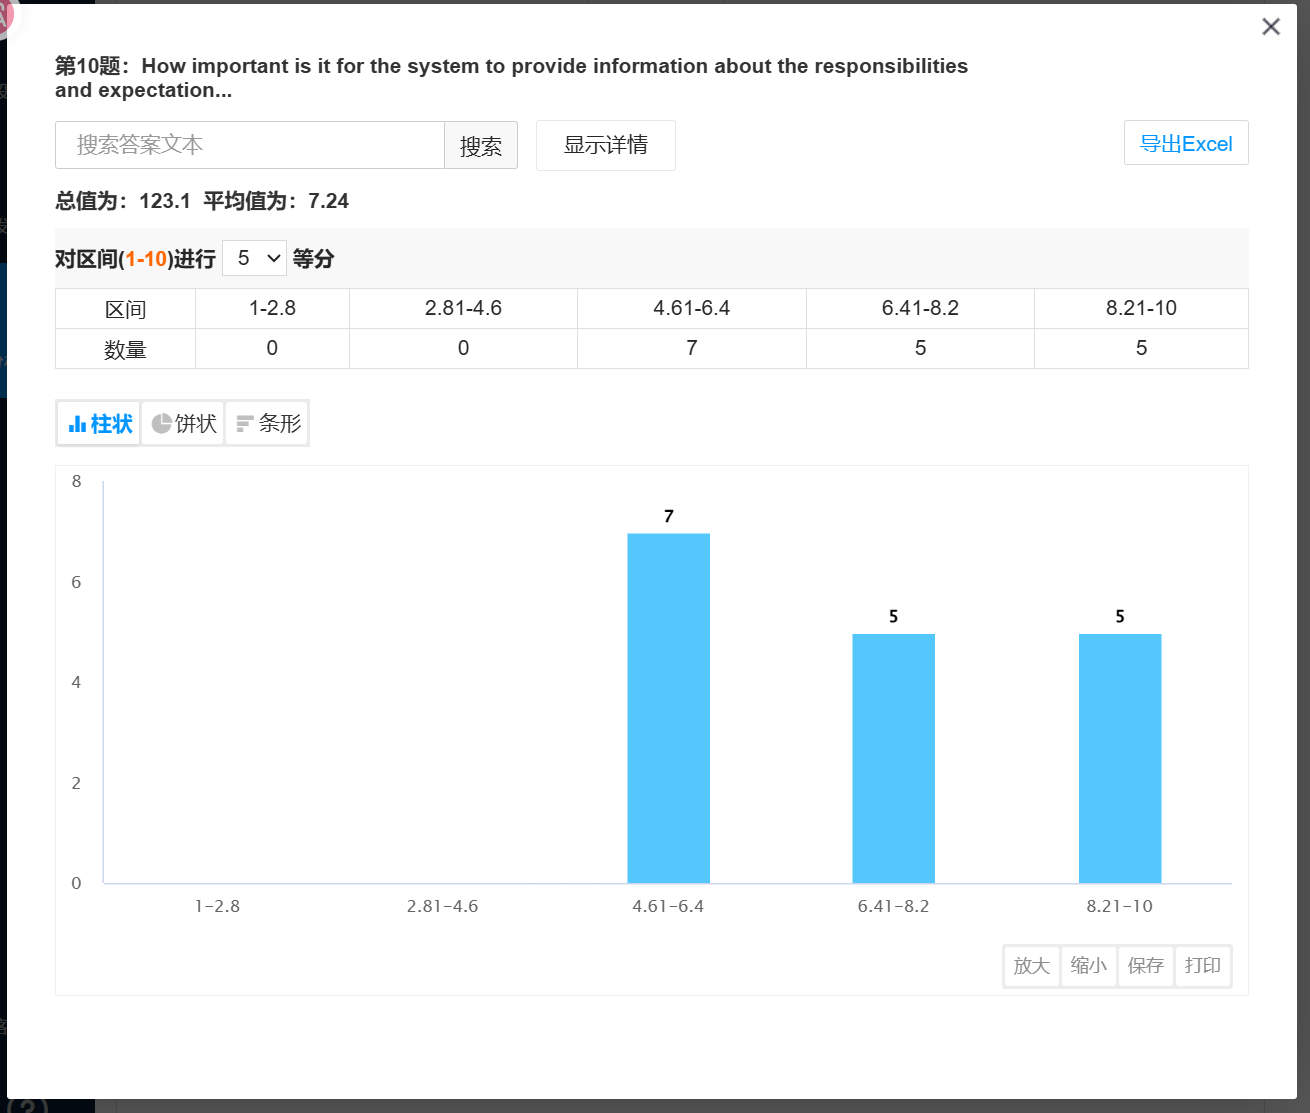 第10题：How important is it for the system to provide information about the responsibilities
and expectation...
搜索答案文本 搜索 显示详情 导出Excel
总值为：123.1 平均值为：7.24
对区间(1-10)进行 5 等分
区间 1-2.8 2.81-4.6 4.61-6.4 6.41-8.2 8.21-10
数量 0 0 7 5 5
柱状 饼状 条形
8
7
6
5 5
4
2
0
1-2.8 2.81-4.6 4.61-6.4 6.41-8.2 8.21-10
放大 缩小 保存 打印